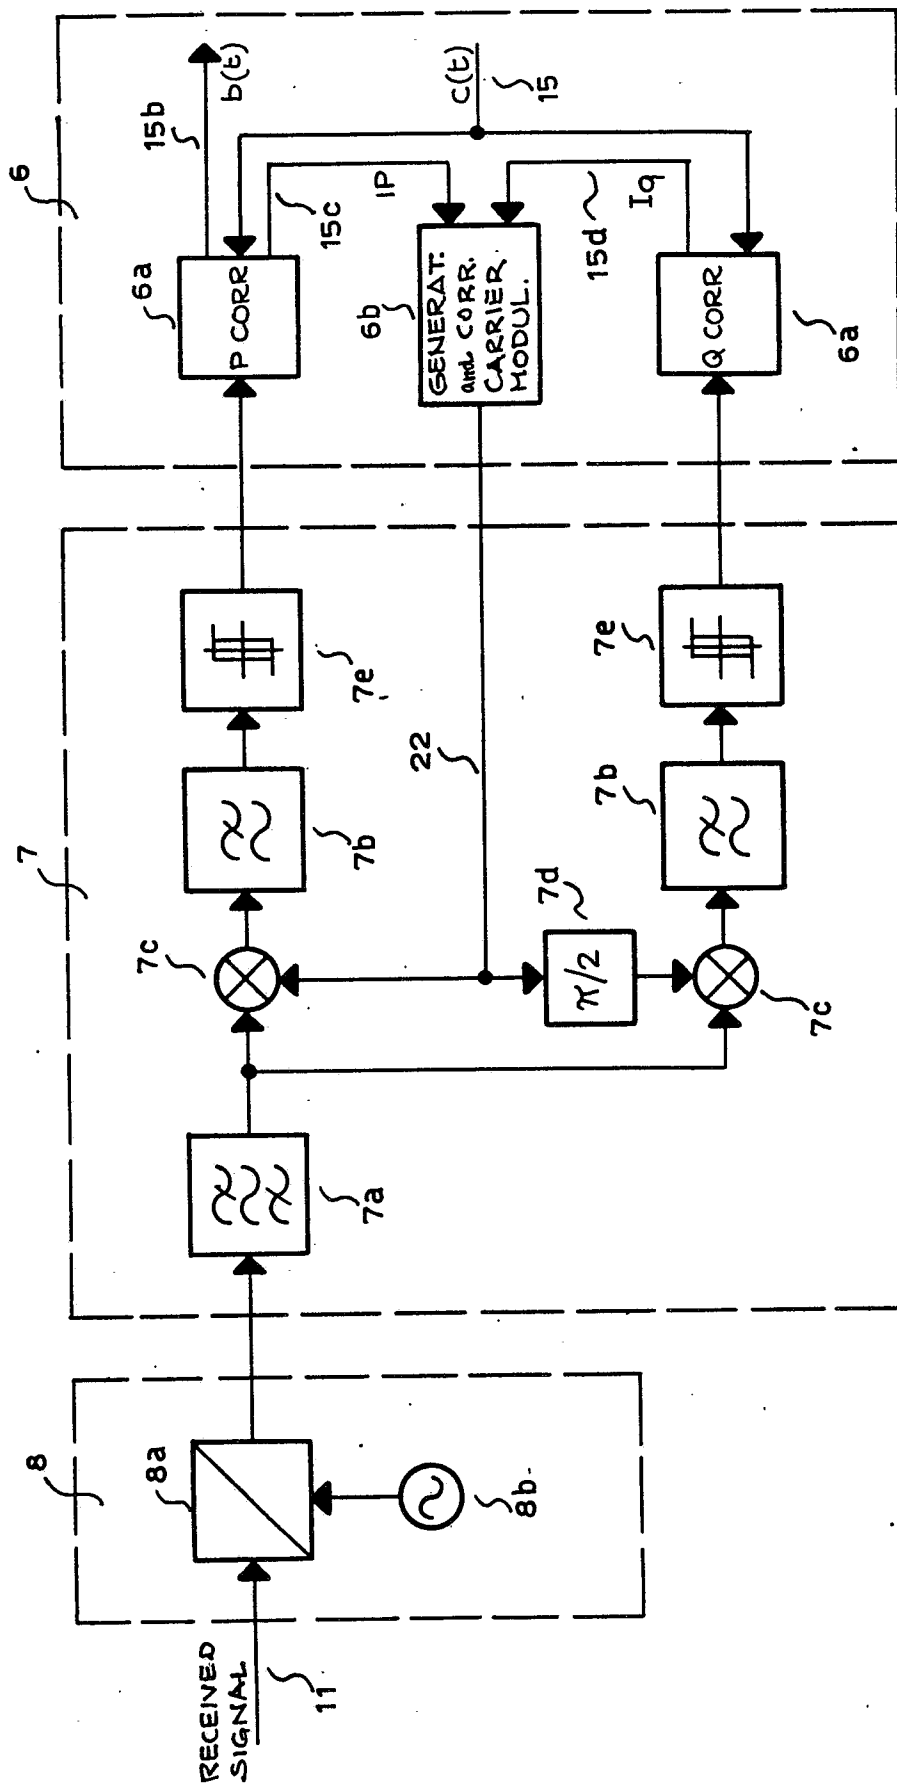 RECEIVED
SIGNAL
11
8
8a
8b
7
7a
7c
7b
7e
22
7d
π/2
7c
7b
7e
6
6a
P CORR
15b
b(t)
15c
IP
c(t)
15
6b
GENERAT.
and CORR.
CARRIER
MODUL.
15d
Iq
Q CORR
6a